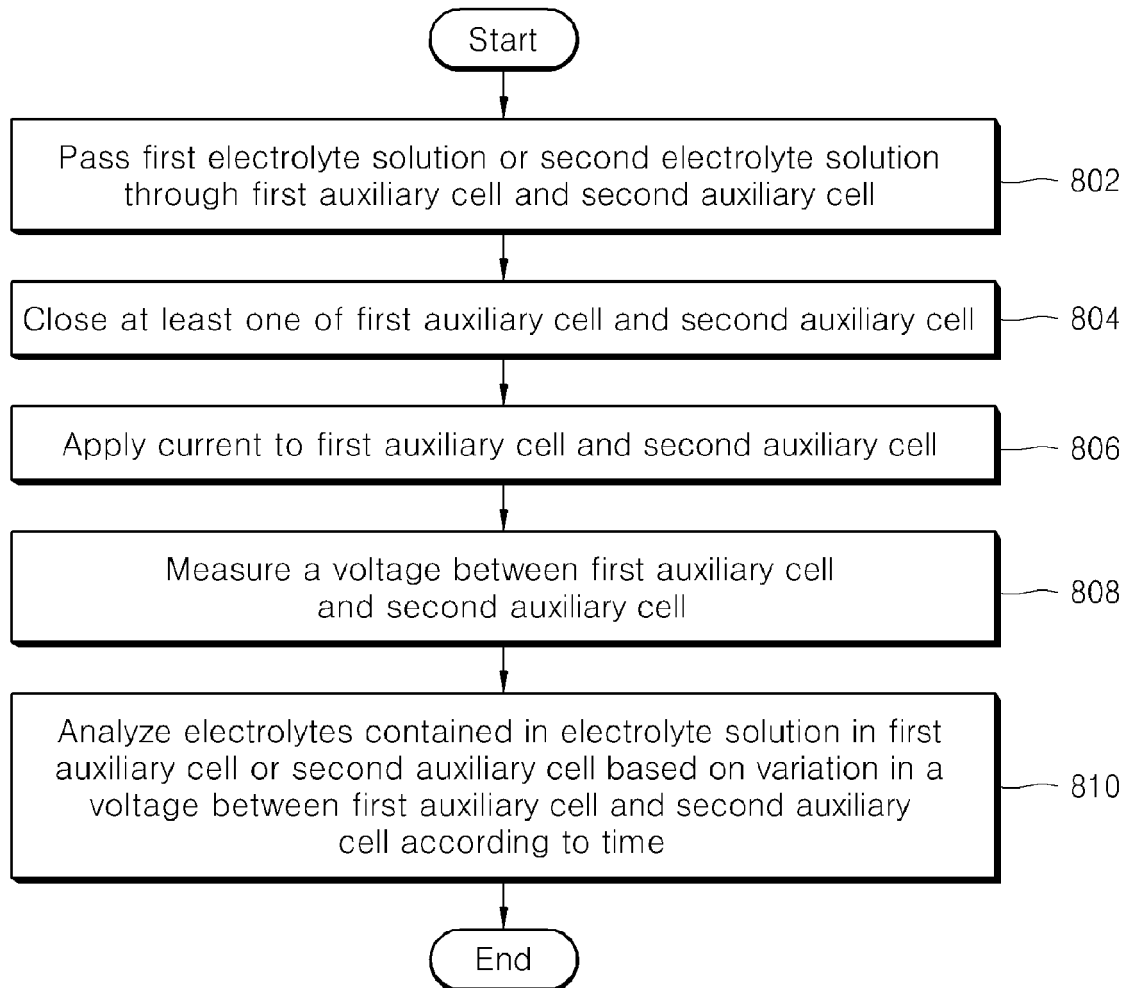 Start
Pass first electrolyte solution or second electrolyte solution
through first auxiliary cell and second auxiliary cell
802
Close at least one of first auxiliary cell and second auxiliary cell
804
Apply current to first auxiliary cell and second auxiliary cell
806
Measure a voltage between first auxiliary cell
and second auxiliary cell
808
Analyze electrolytes contained in electrolyte solution in first
auxiliary cell or second auxiliary cell based on variation in a
voltage between first auxiliary cell and second auxiliary
cell according to time
810
End